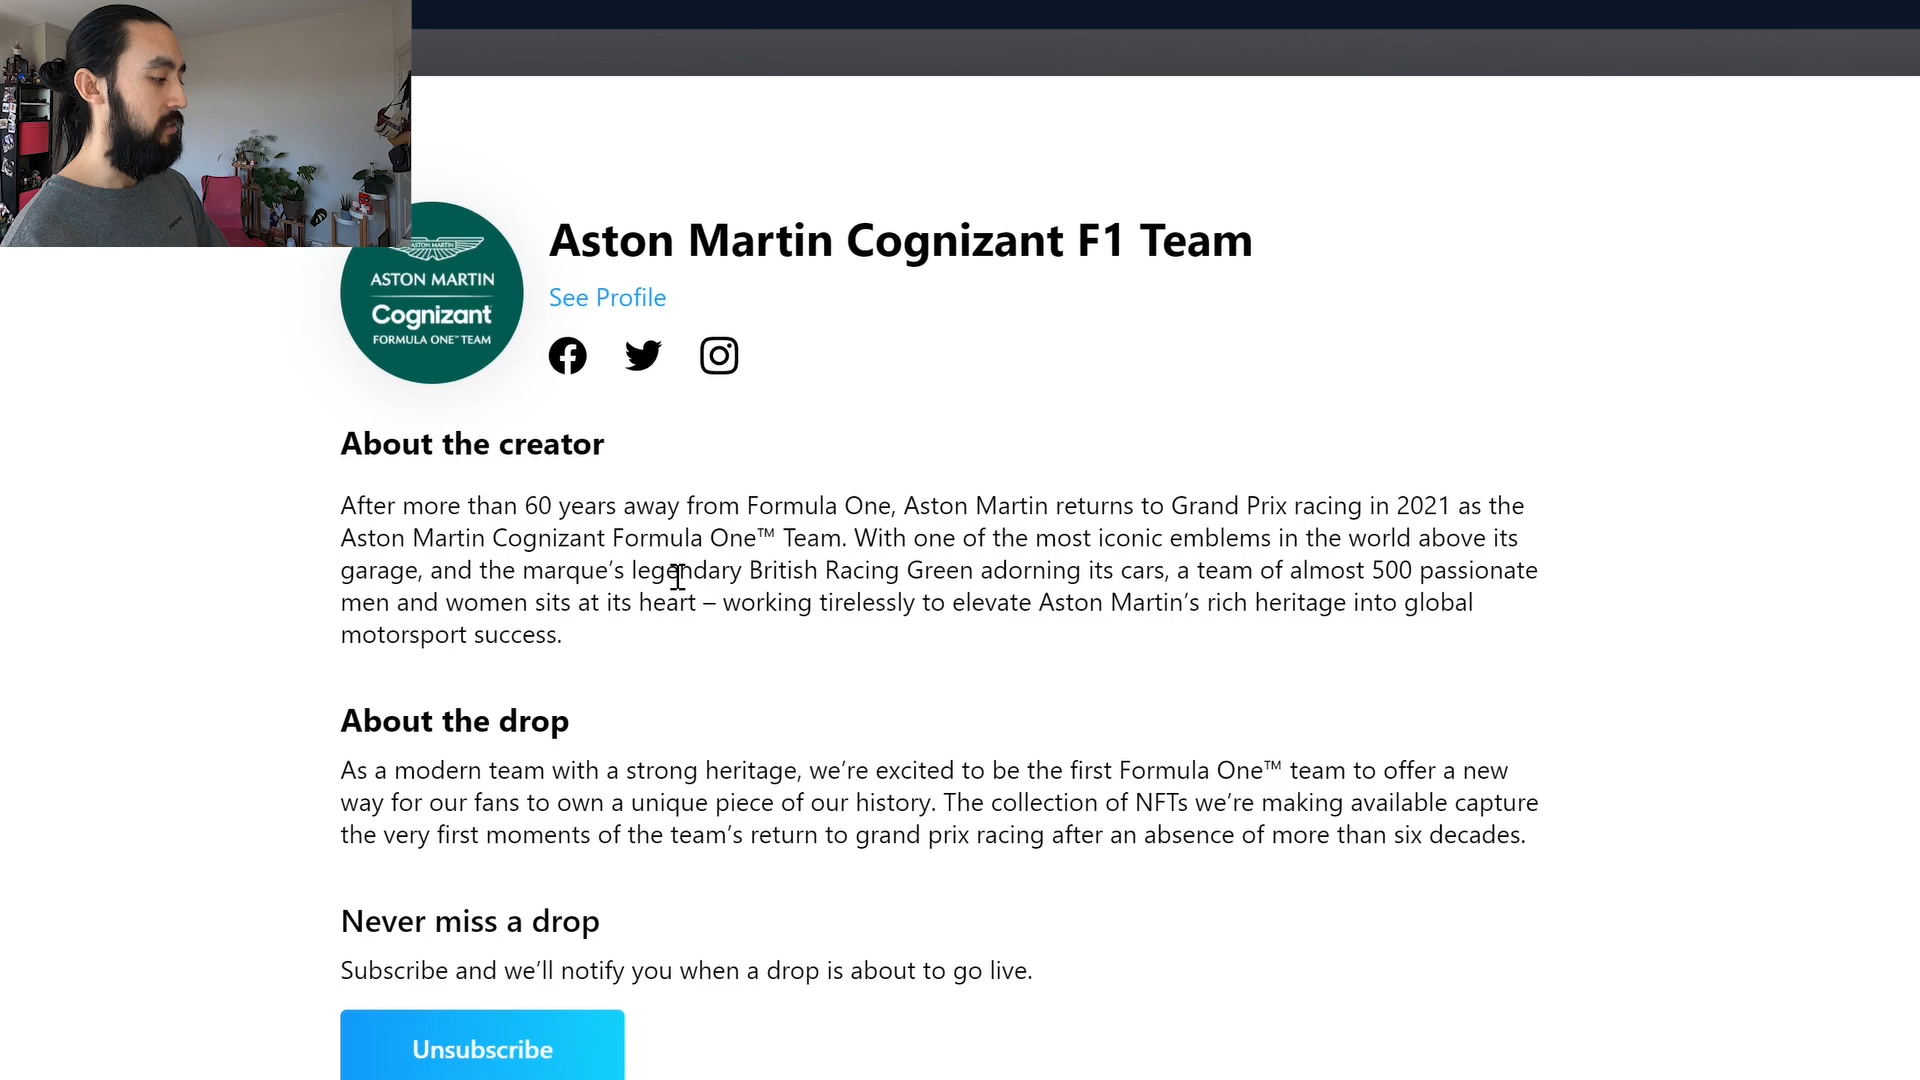 Aston Martin Cognizant F1 Team
See Profile
ASTON MARTIN
ASTON MARTIN
Cognizant
FORMULA ONE™ TEAM
About the creator
After more than 60 years away from Formula One, Aston Martin returns to Grand Prix racing in 2021 as the
Aston Martin Cognizant Formula One™ Team. With one of the most iconic emblems in the world above its
garage, and the marque’s legendary British Racing Green adorning its cars, a team of almost 500 passionate
men and women sits at its heart – working tirelessly to elevate Aston Martin’s rich heritage into global
motorsport success.
About the drop
As a modern team with a strong heritage, we’re excited to be the first Formula One™ team to offer a new
way for our fans to own a unique piece of our history. The collection of NFTs we’re making available capture
the very first moments of the team’s return to grand prix racing after an absence of more than six decades.
Never miss a drop
Subscribe and we’ll notify you when a drop is about to go live.
Unsubscribe